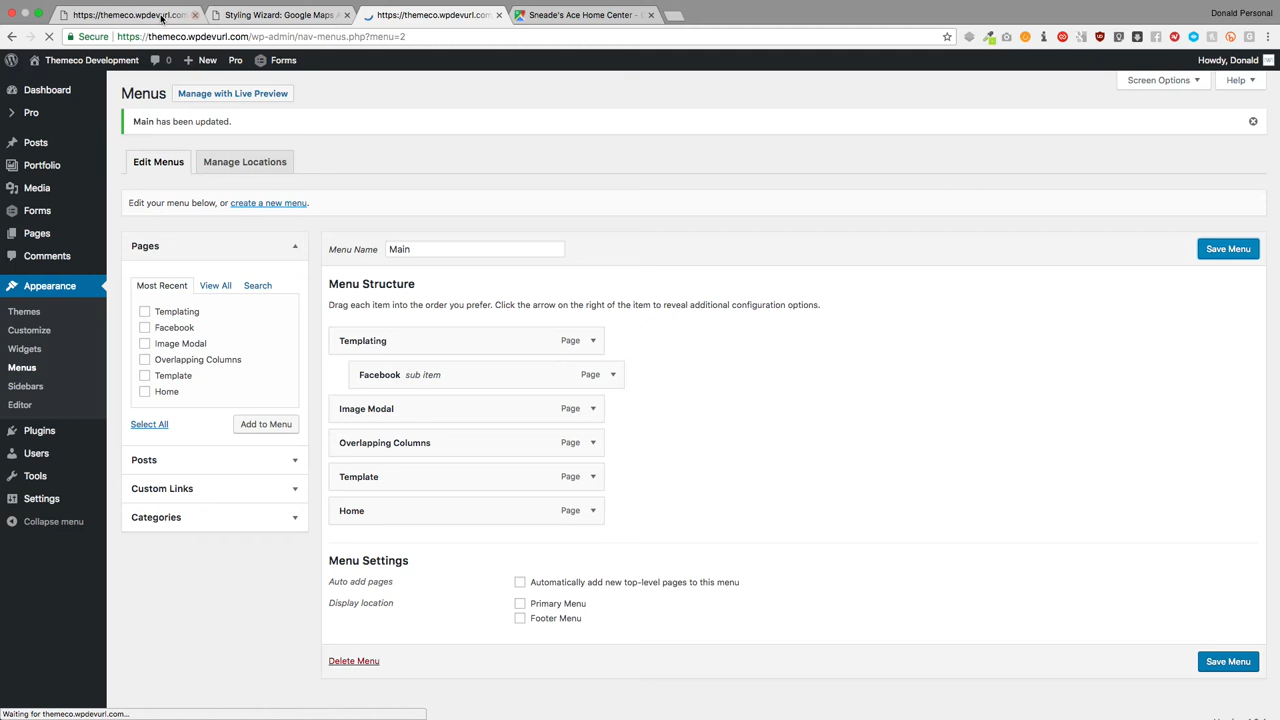 https://themeco.wpdevurl.com
Styling Wizard: Google Maps A
https://themeco.wpdevurl.com
Sneade's Ace Home Center - L
Donald Personal
Secure
https://themeco.wpdevurl.com/wp-admin/nav-menus.php?menu=2
Themeco Development
0
New
Pro
Forms
Howdy, Donald
Dashboard
Pro
Posts
Portfolio
Media
Forms
Pages
Comments
Appearance
Themes
Customize
Widgets
Menus
Sidebars
Editor
Plugins
Users
Tools
Settings
Collapse menu
Screen Options
Help
Menus
Manage with Live Preview
Main has been updated.
Edit Menus
Manage Locations
Edit your menu below, or create a new menu.
Pages
Most Recent
View All
Search
Templating
Facebook
Image Modal
Overlapping Columns
Template
Home
Select All
Add to Menu
Posts
Custom Links
Categories
Menu Name
Main
Save Menu
Menu Structure
Drag each item into the order you prefer. Click the arrow on the right of the item to reveal additional configuration options.
Templating Page
Facebook sub item Page
Image Modal Page
Overlapping Columns Page
Template Page
Home Page
Menu Settings
Auto add pages
Automatically add new top-level pages to this menu
Display location
Primary Menu
Footer Menu
Delete Menu
Save Menu
Waiting for themeco.wpdevurl.com...